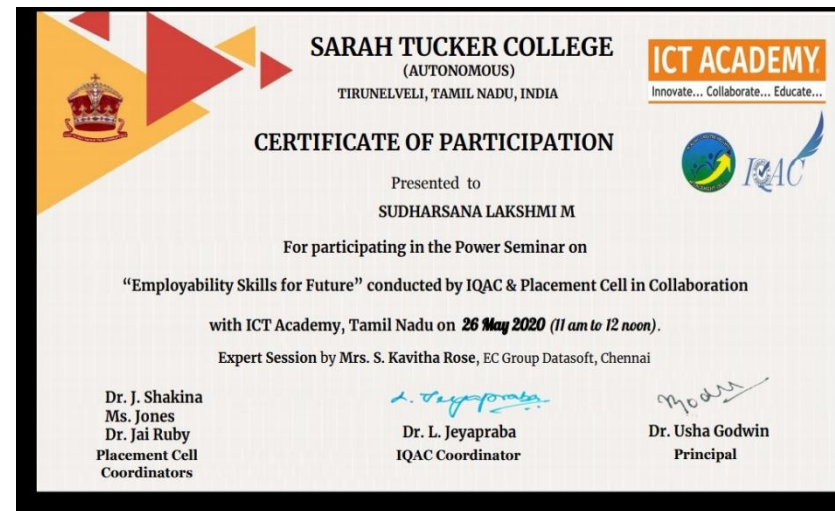 SARAH TUCKER COLLEGE
(AUTONOMOUS)
TIRUNELVELI, TAMIL NADU, INDIA
ICT ACADEMY
Innovate... Collaborate... Educate...
CERTIFICATE OF PARTICIPATION
IQAC
Presented to
SUDHARSANA LAKSHMI M
For participating in the Power Seminar on
“Employability Skills for Future” conducted by IQAC & Placement Cell in Collaboration
with ICT Academy, Tamil Nadu on 26 May 2020 (11 am to 12 noon).
Expert Session by Mrs. S. Kavitha Rose, EC Group Datasoft, Chennai
Dr. J. Shakina
Ms. Jones
Dr. Jai Ruby
Placement Cell
Coordinators
L. Jeyapraba
Dr. L. Jeyapraba
IQAC Coordinator
Dr. Usha Godwin
Principal